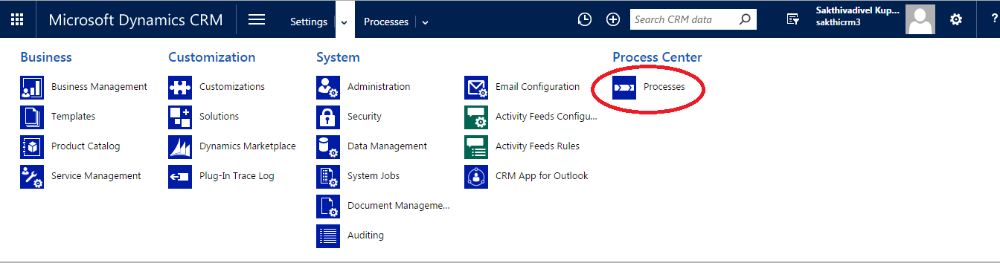 Microsoft Dynamics CRM
Settings
Processes
Search CRM data
Sakthivadivel Kup...
sakthicrm3
?
Business
Business Management
Templates
Product Catalog
Service Management
Customization
Customizations
Solutions
Dynamics Marketplace
Plug-In Trace Log
System
Administration
Security
Data Management
System Jobs
Document Manageme...
Auditing
Email Configuration
Activity Feeds Configu...
Activity Feeds Rules
CRM App for Outlook
Process Center
Processes